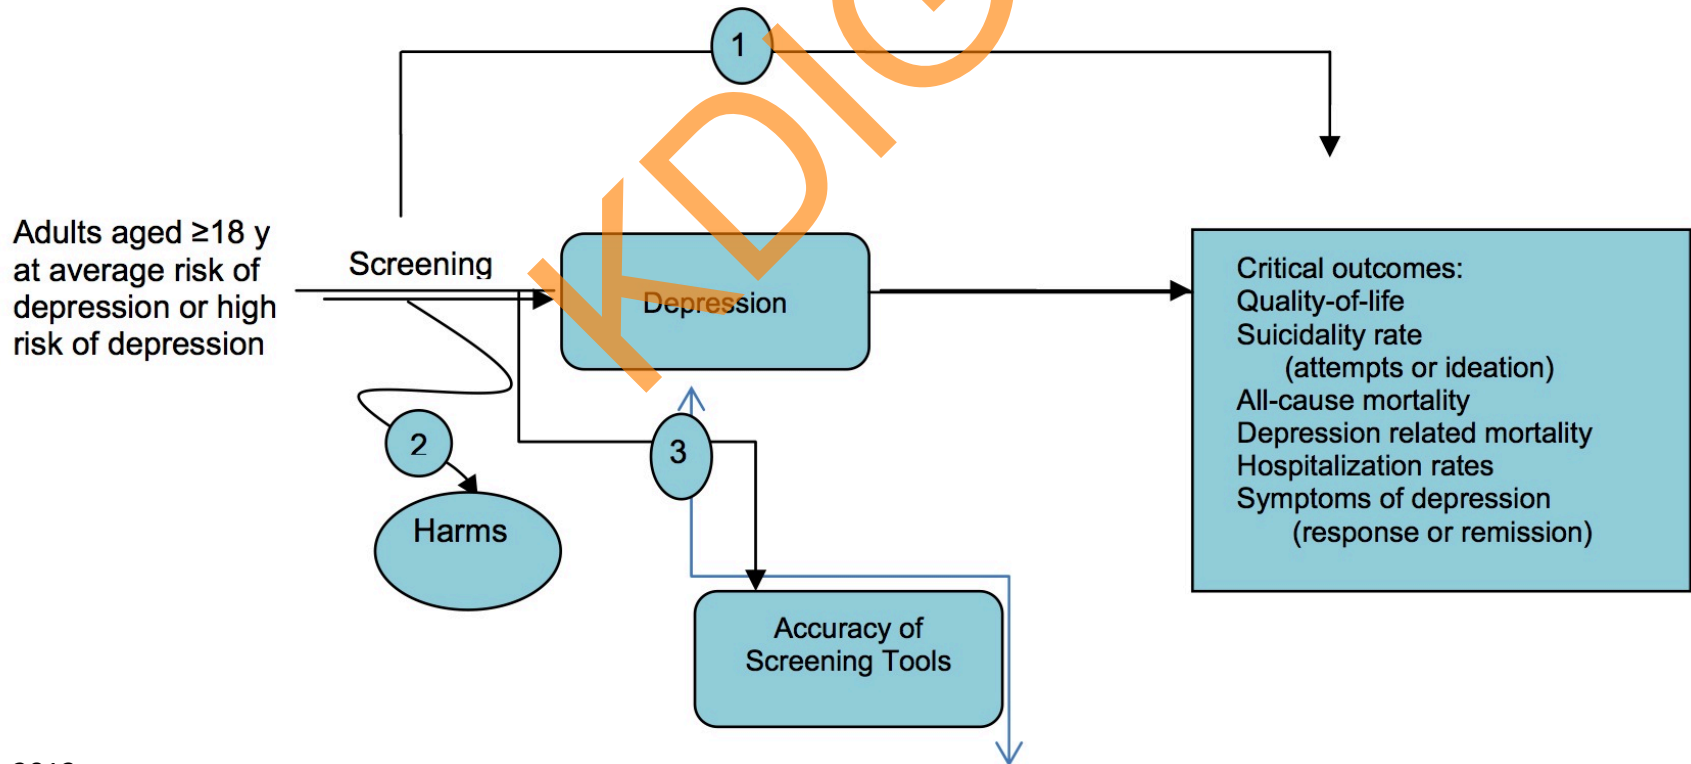 1
Adults aged ≥18 y
at average risk of
depression or high
risk of depression
Screening
Depression
Critical outcomes:
Quality-of-life
Suicidality rate
(attempts or ideation)
All-cause mortality
Depression related mortality
Hospitalization rates
Symptoms of depression
(response or remission)
2
3
Harms
Accuracy of
Screening Tools